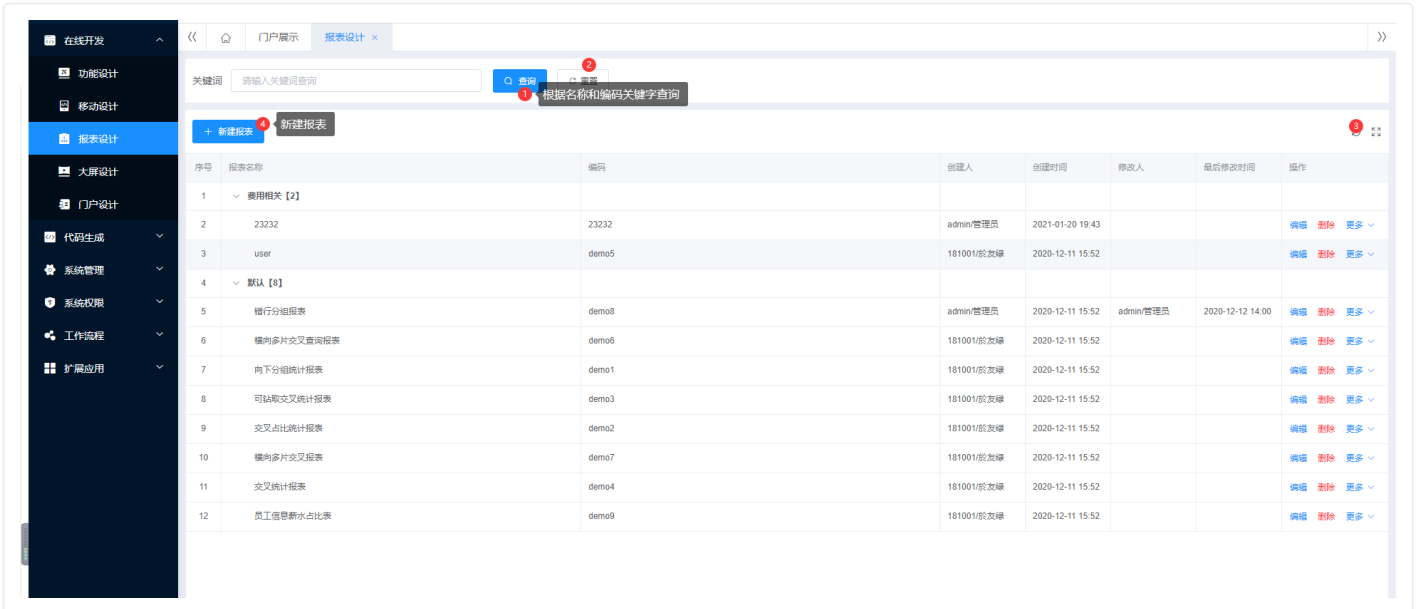 在线开发
门户展示 报表设计 ×
功能设计
关键词 请输入关键词查询 查询 重置
2
1 根据名称和编码关键字查询
移动设计
报表设计
+ 新建报表 4 新建报表 3
大屏设计
门户设计
代码生成
系统管理
系统权限
工作流程
扩展应用
序号 报表名称 编码 创建人 创建时间 修改人 最后修改时间 操作
1 费用相关【2】
2 23232 23232 admin/管理员 2021-01-20 19:43 编辑 删除 更多
3 user demo5 181001/於友缘 2020-12-11 15:52 编辑 删除 更多
4 默认【8】
5 错行分组报表 demo8 admin/管理员 2020-12-11 15:52 admin/管理员 2020-12-12 14:00 编辑 删除 更多
6 横向多片交叉查询报表 demo6 181001/於友缘 2020-12-11 15:52 编辑 删除 更多
7 向下分组统计报表 demo1 181001/於友缘 2020-12-11 15:52 编辑 删除 更多
8 可钻取交叉统计报表 demo3 181001/於友缘 2020-12-11 15:52 编辑 删除 更多
9 交叉占比统计报表 demo2 181001/於友缘 2020-12-11 15:52 编辑 删除 更多
10 横向多片交叉报表 demo7 181001/於友缘 2020-12-11 15:52 编辑 删除 更多
11 交叉统计报表 demo4 181001/於友缘 2020-12-11 15:52 编辑 删除 更多
12 员工信息薪水占比表 demo9 181001/於友缘 2020-12-11 15:52 编辑 删除 更多